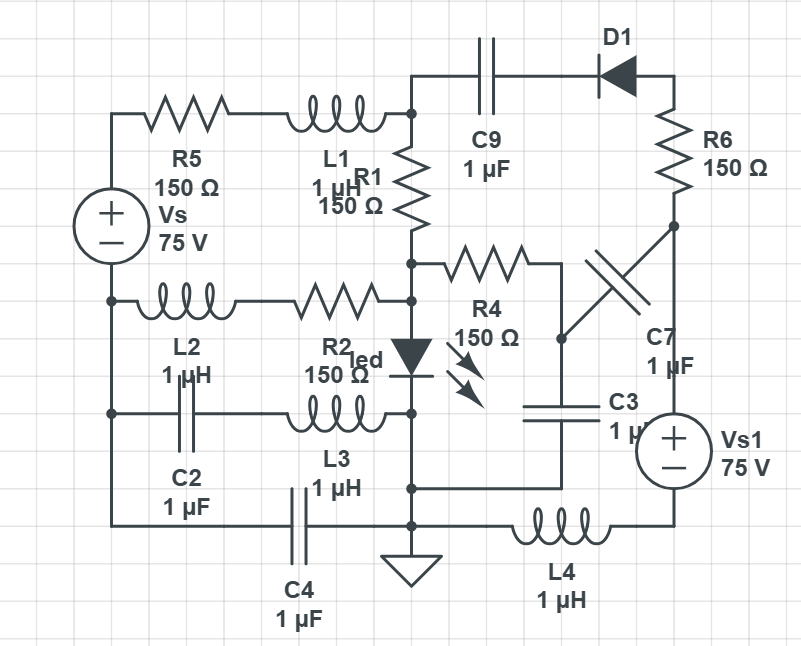 D1
C9
1 µF
R6
150 Ω
R5
150 Ω
L1
1 µH
R1
150 Ω
Vs
75 V
R4
150 Ω
L2
1 µH
R2
150 Ω
led
C7
1 µF
C3
1 µ
Vs1
75 V
C2
1 µF
L3
1 µH
C4
1 µF
L4
1 µH